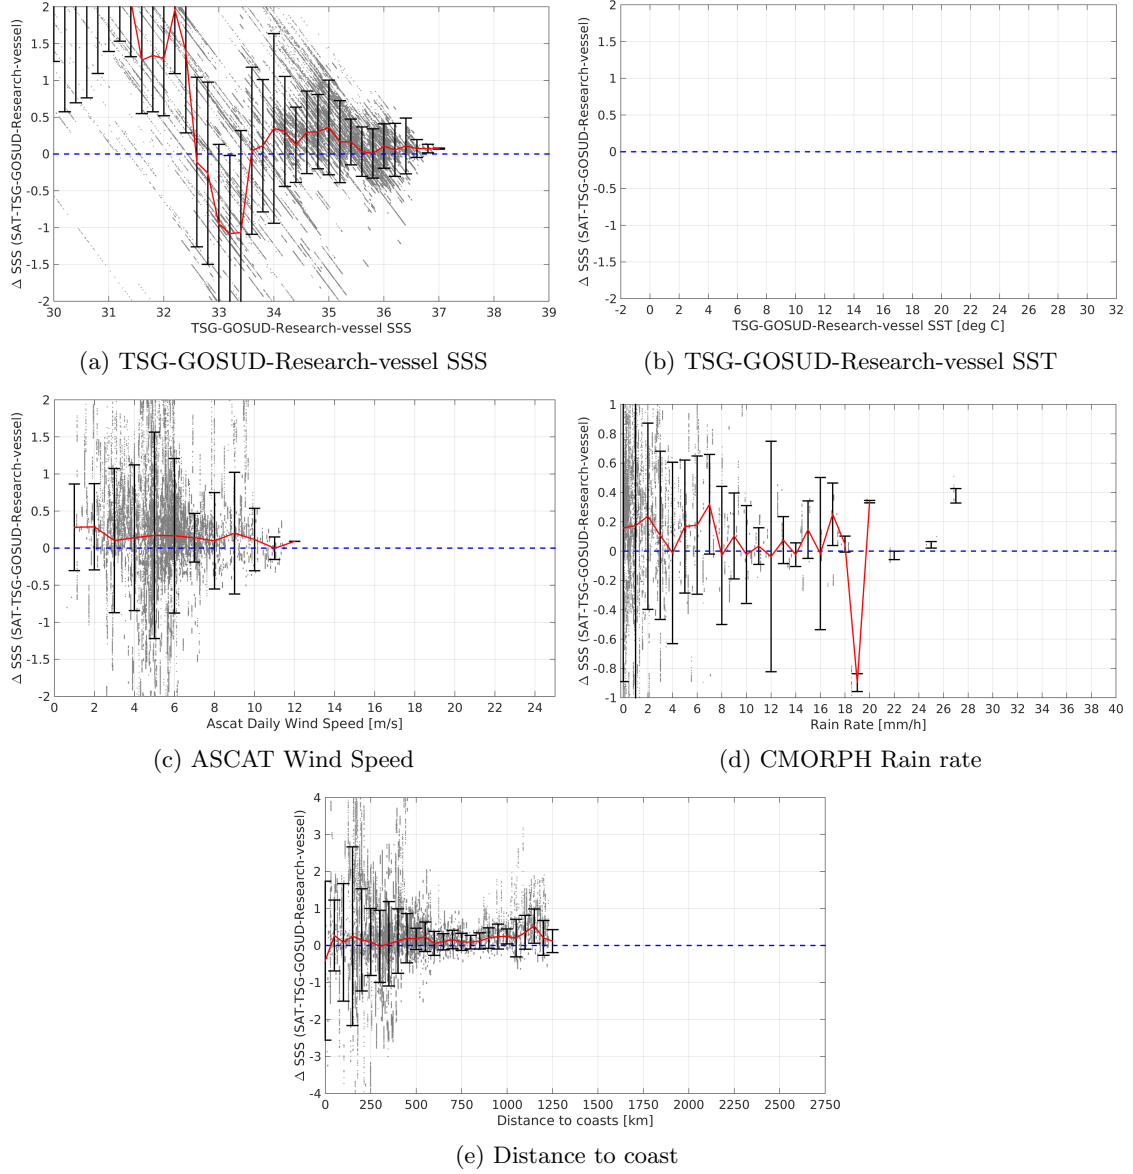 2
1.5
1
0.5
0
-0.5
-1
-1.5
-2
Δ SSS (SAT-TSG-GOSUD-Research-vessel)
30 31 32 33 34 35 36 37 38 39
TSG-GOSUD-Research-vessel SSS
(a) TSG-GOSUD-Research-vessel SSS
2
1.5
1
0.5
0
-0.5
-1
-1.5
-2
Δ SSS (SAT-TSG-GOSUD-Research-vessel)
-2 0 2 4 6 8 10 12 14 16 18 20 22 24 26 28 30 32
TSG-GOSUD-Research-vessel SST [deg C]
(b) TSG-GOSUD-Research-vessel SST
2
1.5
1
0.5
0
-0.5
-1
-1.5
-2
Δ SSS (SAT-TSG-GOSUD-Research-vessel)
0 2 4 6 8 10 12 14 16 18 20 22 24
Ascat Daily Wind Speed [m/s]
(c) ASCAT Wind Speed
1
0.8
0.6
0.4
0.2
0
-0.2
-0.4
-0.6
-0.8
-1
Δ SSS (SAT-TSG-GOSUD-Research-vessel)
0 2 4 6 8 10 12 14 16 18 20 22 24 26 28 30 32 34 36 38 40
Rain Rate [mm/h]
(d) CMORPH Rain rate
4
3
2
1
0
-1
-2
-3
-4
Δ SSS (SAT-TSG-GOSUD-Research-vessel)
0 250 500 750 1000 1250 1500 1750 2000 2250 2500 2750
Distance to coasts [km]
(e) Distance to coast